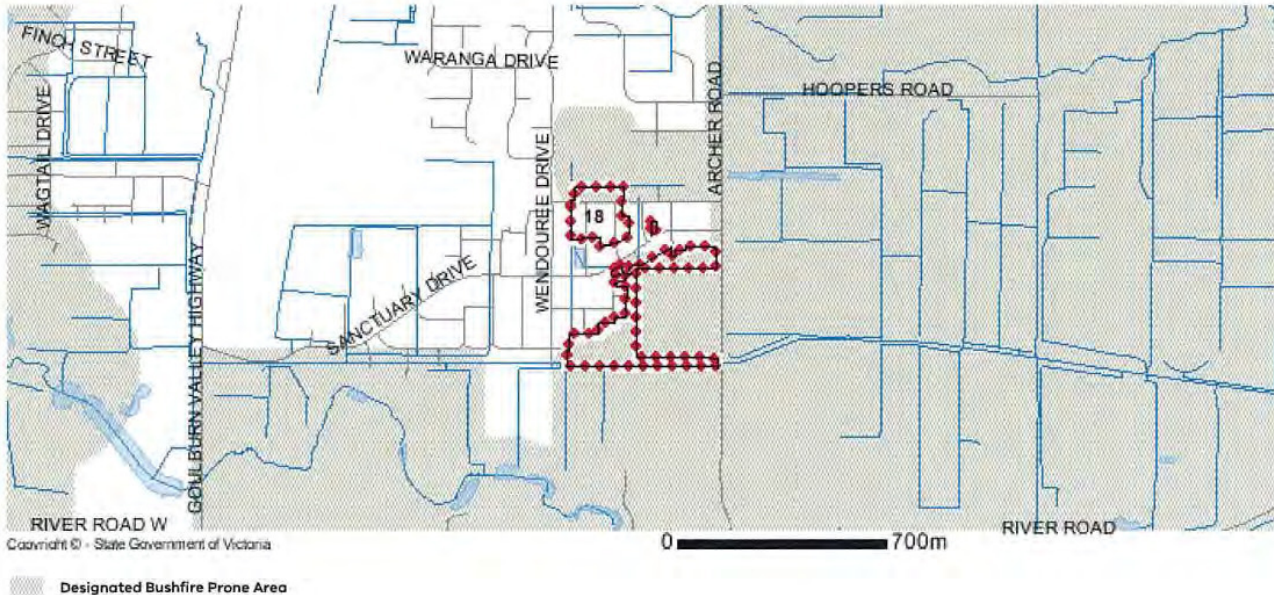 FINCH STREET
WARANGA DRIVE
HOOPERS ROAD
WAGTAIL DRIVE
ARCHER ROAD
WENDOUREE DRIVE
18
SANCTUARY DRIVE
GOULBURN VALLEY HIGHWAY
RIVER ROAD W
RIVER ROAD
Copyright © - State Government of Victoria
0 700m
Designated Bushfire Prone Area